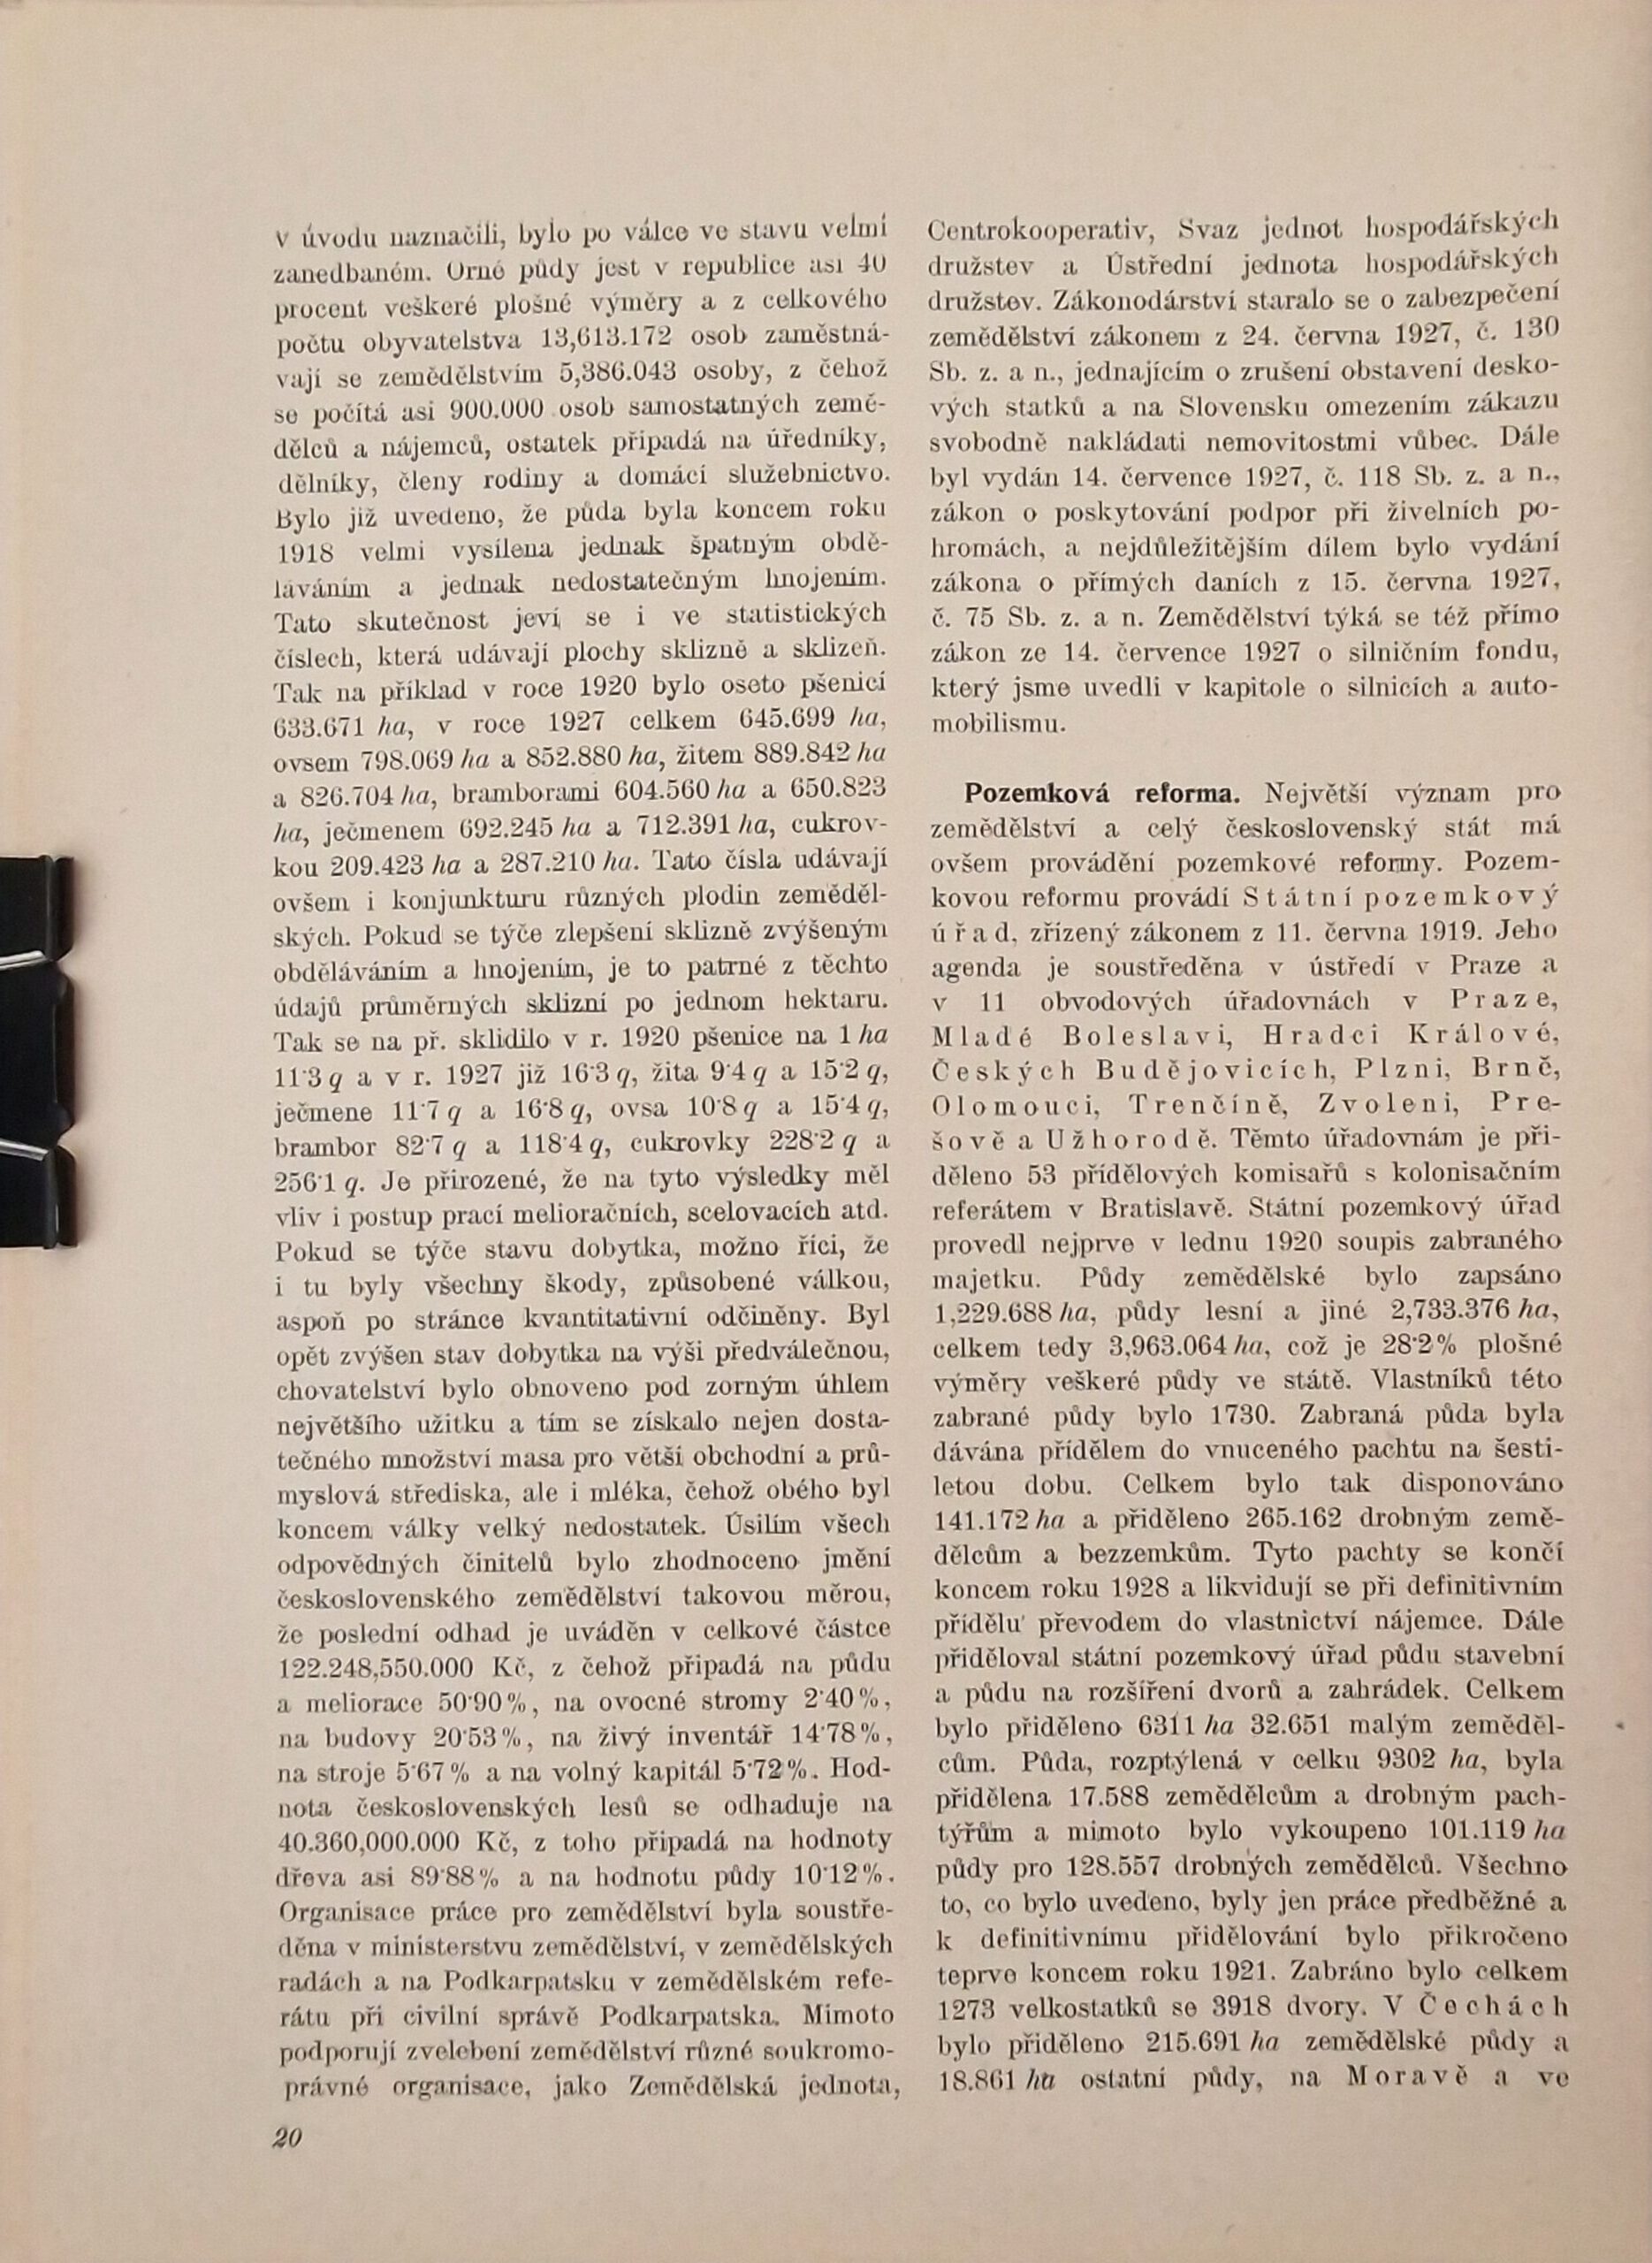 v úvodu naznačili, bylo po válce ve stavu velmi
zanedbaném. Orné půdy jest v republice asi 40
procent veškeré plošné výměry a z celkového
počtu obyvatelstva 13,613.172 osob zaměstná-
vají se zemědělstvím 5,386.043 osoby, z čehož
se počítá asi 900.000 osob samostatných země-
dělců a nájemců, ostatek připadá na úředníky,
dělníky, členy rodiny a domácí služebnictvo.
Bylo již uvedeno, že půda byla koncem roku
1918 velmi vysílena jednak špatným obdě-
láváním a jednak nedostatečným hnojením.
Tato skutečnost jeví se i ve statistických
číslech, která udávají plochy sklizně a sklizeň.
Tak na příklad v roce 1920 bylo oseto pšenicí
633.671 ha, v roce 1927 celkem 645.699 ha,
ovsem 798.069 ha a 852.880 ha, žitem 889.842 ha
a 826.704 ha, bramborami 604.560 ha a 650.823
ha, ječmenem 692.245 ha a 712.391 ha, cukrov-
kou 209.423 ha a 287.210 ha. Tato čísla udávají
ovšem i konjunkturu různých plodin zeměděl-
ských. Pokud se týče zlepšení sklizně zvýšeným
obděláváním a hnojením, je to patrné z těchto
údajů průměrných sklizní po jednom hektaru.
Tak se na př. sklidilo v r. 1920 pšenice na 1 ha
11·3 q a v r. 1927 již 16·3 q, žita 9·4 q a 15·2 q,
ječmene 11·7 q a 16·8 q, ovsa 10·8 q a 15·4 q,
brambor 82·7 q a 118·4 q, cukrovky 228·2 q a
256·1 q. Je přirozené, že na tyto výsledky měl
vliv i postup prací melioračních, scelovacích atd.
Pokud se týče stavu dobytka, možno říci, že
i tu byly všechny škody, způsobené válkou,
aspoň po stránce kvantitativní odčiněny. Byl
opět zvýšen stav dobytka na výši předválečnou,
chovatelství bylo obnoveno pod zorným úhlem
největšího užitku a tím se získalo nejen dosta-
tečného množství masa pro větší obchodní a prů-
myslová střediska, ale i mléka, čehož obého byl
koncem války velký nedostatek. Úsilím všech
odpovědných činitelů bylo zhodnoceno jmění
československého zemědělství takovou měrou,
že poslední odhad je uváděn v celkové částce
122.248,550.000 Kč, z čehož připadá na půdu
a meliorace 50·90%, na ovocné stromy 2·40%,
na budovy 20·53%, na živý inventář 14·78%,
na stroje 5·67% a na volný kapitál 5·72%. Hod-
nota československých lesů se odhaduje na
40.360,000.000 Kč, z toho připadá na hodnoty
dřeva asi 89·88% a na hodnotu půdy 10·12%.
Organisace práce pro zemědělství byla soustře-
děna v ministerstvu zemědělství, v zemědělských
radách a na Podkarpatsku v zemědělském refe-
rátu při civilní správě Podkarpatska. Mimoto
podporují zvelebení zemědělství různé soukromo-
právné organisace, jako Zemědělská jednota,
20
Centrokooperativ, Svaz jednot hospodářských
družstev a Ústřední jednota hospodářských
družstev. Zákonodárství staralo se o zabezpečení
zemědělství zákonem z 24. června 1927, č. 130
Sb. z. a n., jednajícím o zrušení obstavení desko-
vých statků a na Slovensku omezením zákazu
svobodně nakládati nemovitostmi vůbec. Dále
byl vydán 14. července 1927, č. 118 Sb. z. a n.,
zákon o poskytování podpor při živelních po-
hromách, a nejdůležitějším dílem bylo vydání
zákona o přímých daních z 15. června 1927,
č. 75 Sb. z. a n. Zemědělství týká se též přímo
zákon ze 14. července 1927 o silničním fondu,
který jsme uvedli v kapitole o silnicích a auto-
mobilismu.
Pozemková reforma. Největší význam pro
zemědělství a celý československý stát má
ovšem provádění pozemkové reformy. Pozem-
kovou reformu provádí Státní pozemkový
úřad, zřízený zákonem z 11. června 1919. Jeho
agenda je soustředěna v ústředí v Praze a
v 11 obvodových úřadovnách v Praze,
Mladé Boleslavi, Hradci Králové,
Českých Budějovicích, Plzni, Brně,
Olomouci, Trenčíně, Zvoleni, Pre-
šově a Užhorodě. Těmto úřadovnám je při-
děleno 53 přídělových komisařů s kolonisačním
referátem v Bratislavě. Státní pozemkový úřad
provedl nejprve v lednu 1920 soupis zabraného
majetku. Půdy zemědělské bylo zapsáno
1,229.688 ha, půdy lesní a jiné 2,733.376 ha,
celkem tedy 3,963.064 ha, což je 28·2% plošné
výměry veškeré půdy ve státě. Vlastníků této
zabrané půdy bylo 1730. Zabraná půda byla
dávána přídělem do vnuceného pachtu na šesti-
letou dobu. Celkem bylo tak disponováno
141.172 ha a přiděleno 265.162 drobným země-
dělcům a bezzemkům. Tyto pachty se končí
koncem roku 1928 a likvidují se při definitivním
přídělu převodem do vlastnictví nájemce. Dále
přiděloval státní pozemkový úřad půdu stavební
a půdu na rozšíření dvorů a zahrádek. Celkem
bylo přiděleno 6311 ha 32.651 malým zeměděl-
cům. Půda, rozptýlená v celku 9302 ha, byla
přidělena 17.588 zemědělcům a drobným pach-
týřům a mimoto bylo vykoupeno 101.119 ha
půdy pro 128.557 drobných zemědělců. Všechno
to, co bylo uvedeno, byly jen práce předběžné a
k definitivnímu přidělování bylo přikročeno
teprve koncem roku 1921. Zabráno bylo celkem
1273 velkostatků se 3918 dvory. V Čechách
bylo přiděleno 215.691 ha zemědělské půdy a
18.861 ha ostatní půdy, na Moravě a ve